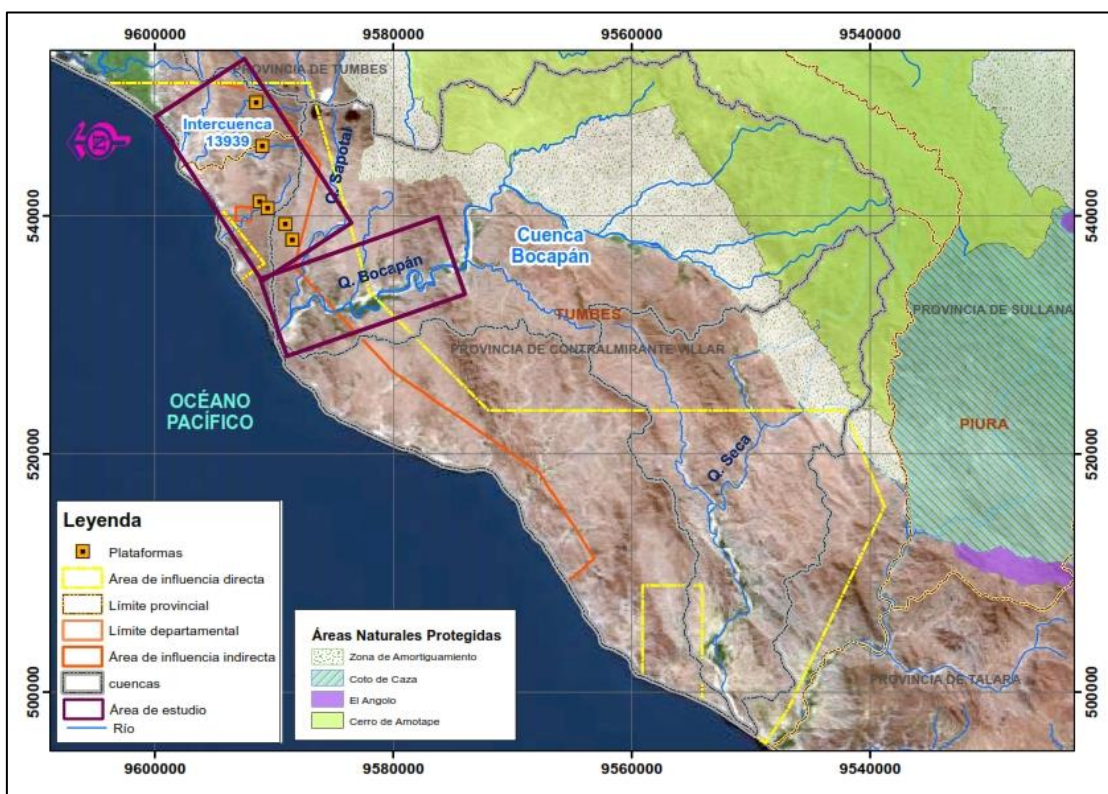 9600000
9580000
9560000
9540000
PROVINCIA DE TUMBES
Intercuenca
13939
Q. Sapotal
540000
540000
Q. Bocapán
Cuenca
Bocapán
PROVINCIA DE SULLANA
TUMBES
PROVINCIA DE CONTRALMIRANTE VILLAR
OCÉANO
PACÍFICO
PIURA
520000
520000
Q. Seca
Leyenda
Plataformas
Área de influencia directa
Límite provincial
Límite departamental
Área de influencia indirecta
cuencas
Área de estudio
Río
Áreas Naturales Protegidas
Zona de Amortiguamiento
Coto de Caza
El Angolo
Cerro de Amotape
PROVINCIA DE TALARA
500000
500000
9600000
9580000
9560000
9540000